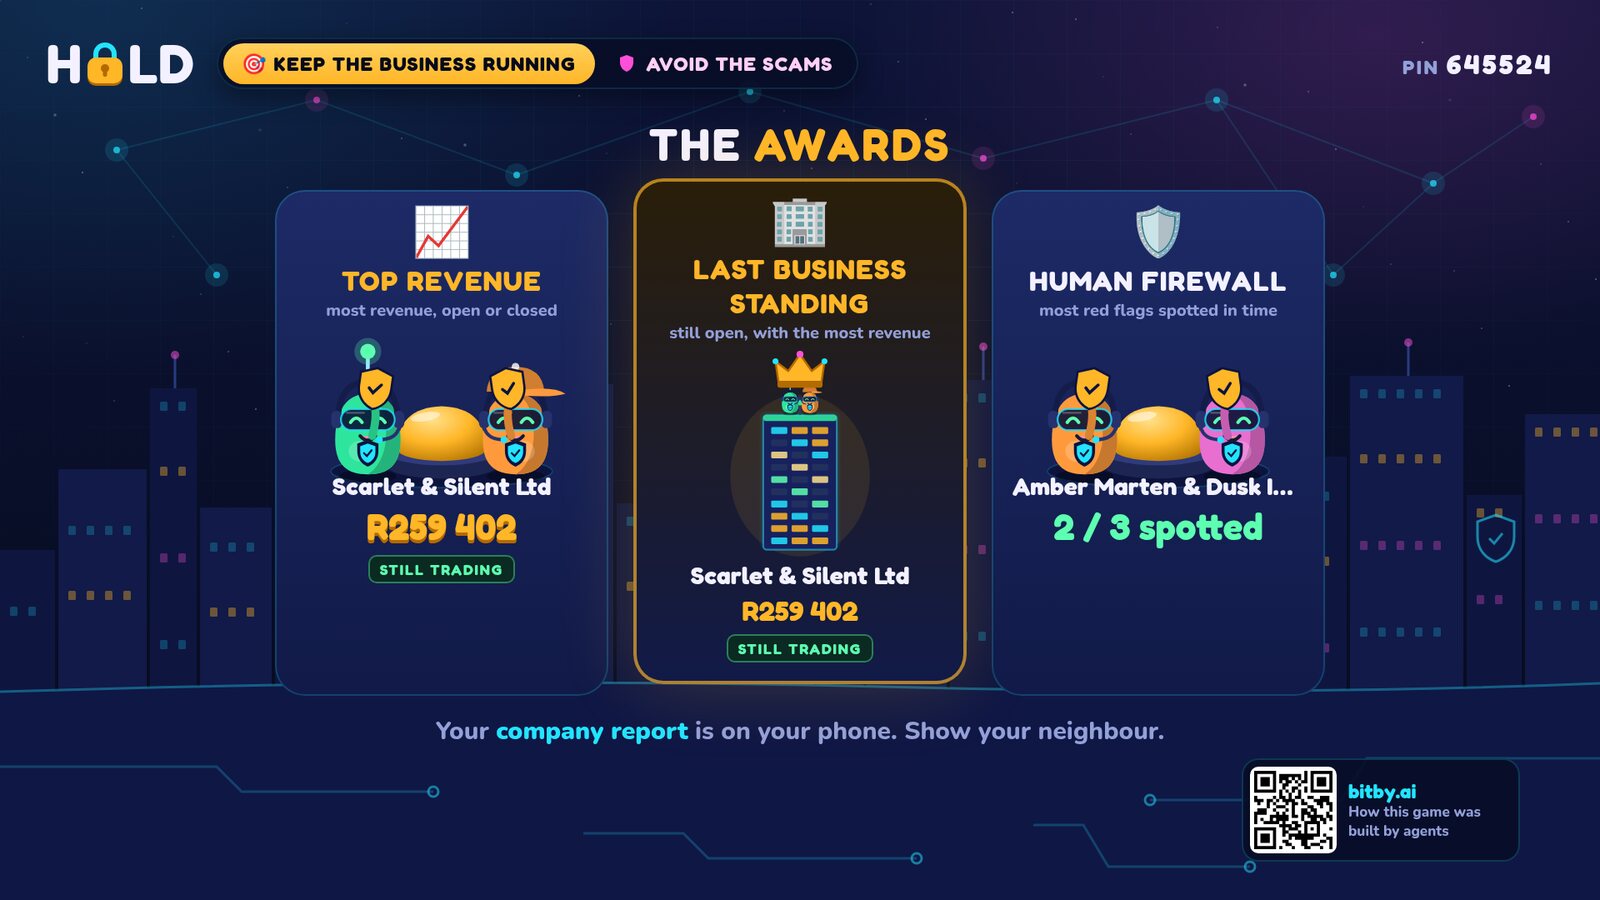 HOLD
KEEP THE BUSINESS RUNNING
AVOID THE SCAMS
PIN 645524
THE AWARDS
TOP REVENUE
most revenue, open or closed
Scarlet & Silent Ltd
R259 402
STILL TRADING
LAST BUSINESS
STANDING
still open, with the most revenue
Scarlet & Silent Ltd
R259 402
STILL TRADING
HUMAN FIREWALL
most red flags spotted in time
Amber Marten & Dusk I...
2 / 3 spotted
Your company report is on your phone. Show your neighbour.
bitby.ai
How this game was
built by agents